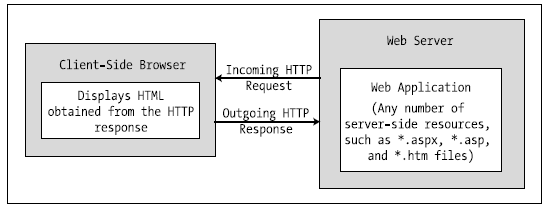 Client-Side Browser
Displays HTML
obtained from the HTTP
response
Incoming HTTP
Request
Outgoing HTTP
Response
Web Server
Web Application
(Any number of
server-side resources,
such as *.aspx, *.asp,
and *.htm files)